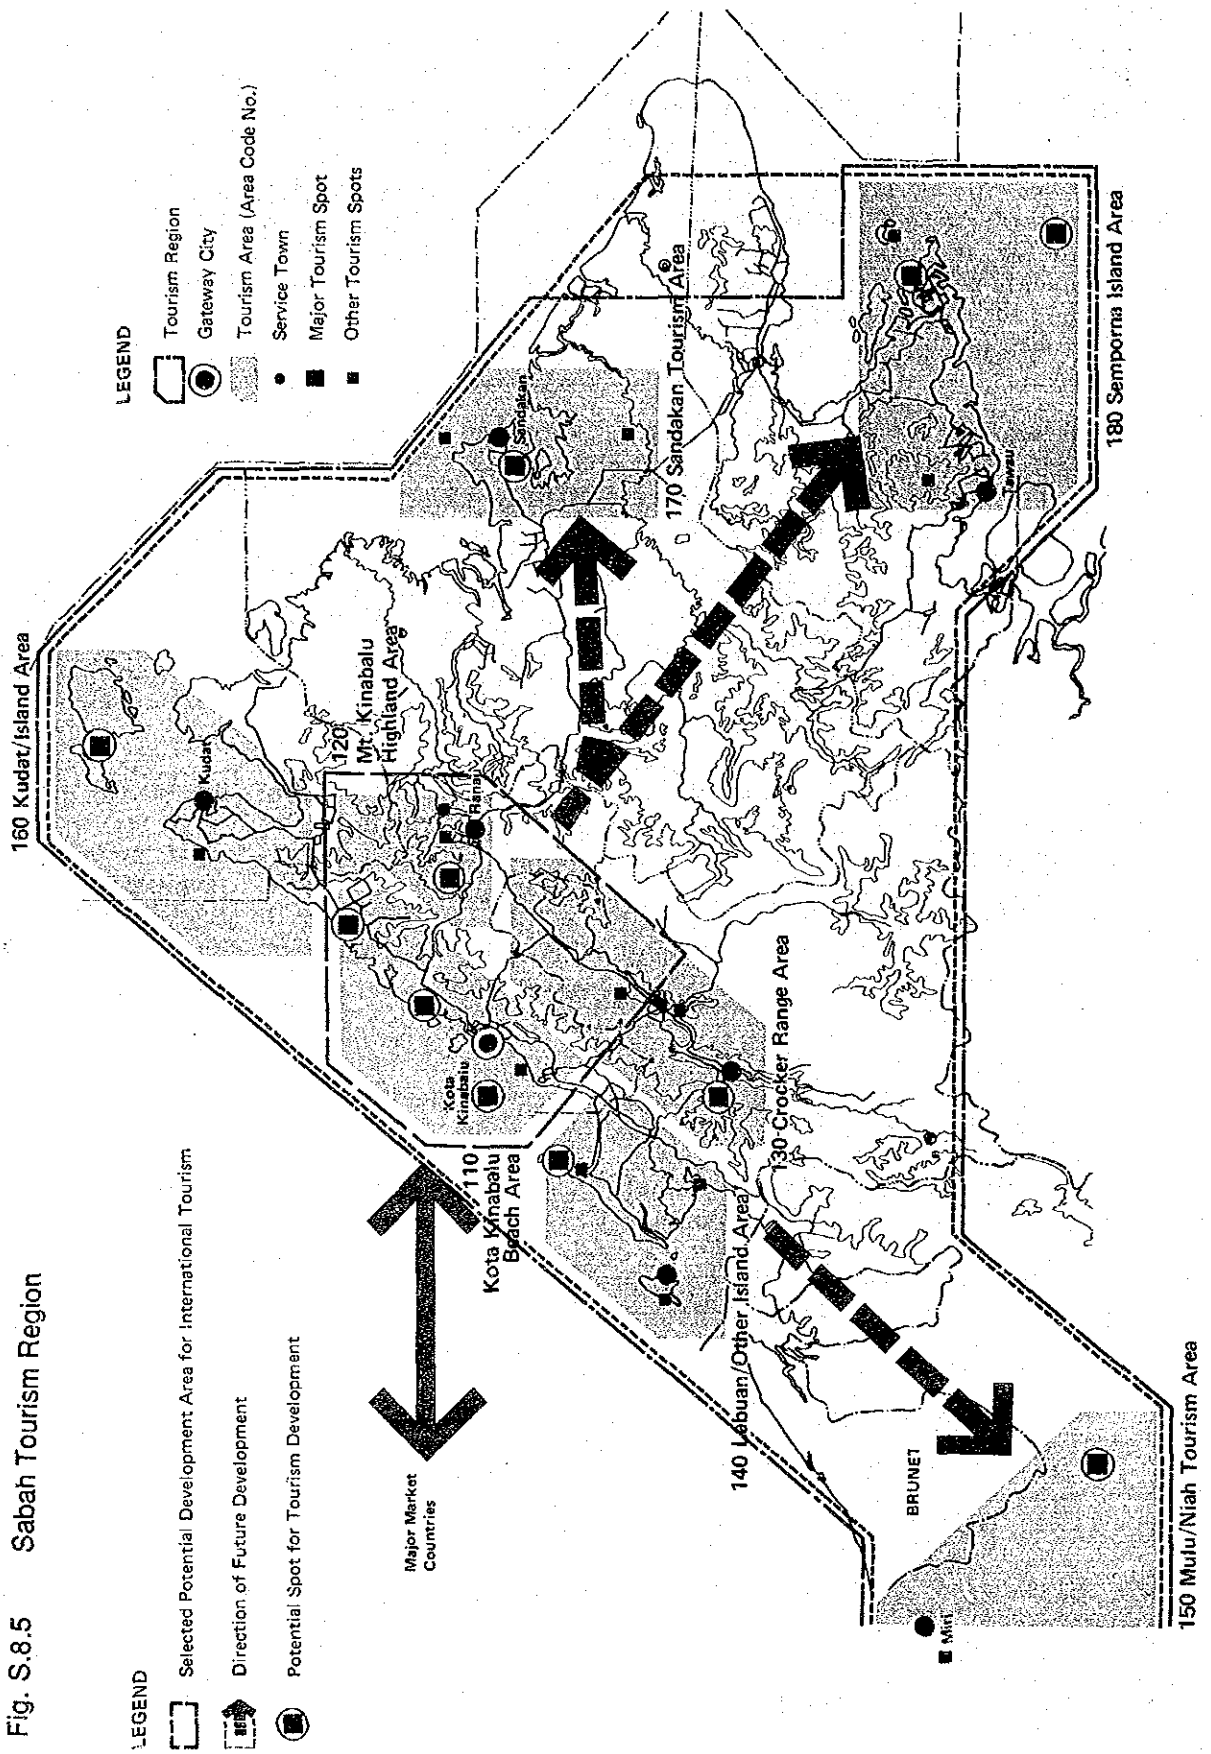 Fig. S.8.5 Sabah Tourism Region
LEGEND
Selected Potential Development Area for International Tourism
Direction of Future Development
Potential Spot for Tourism Development
LEGEND
Tourism Region
Gateway City
Tourism Area (Area Code No.)
Service Town
Major Tourism Spot
Other Tourism Spots
160 Kudat/Island Area
Kudat
120
Mt. Kinabalu
Highland Area
Ranau
Sandakan
170 Sandakan Tourism Area
Kota
Kinabalu
110
Kota Kinabalu
Beach Area
Major Market
Countries
130 Crocker Range Area
140 Labuan/Other Island Area
Tawau
180 Semporna Island Area
BRUNET
Miri
150 Mulu/Niah Tourism Area